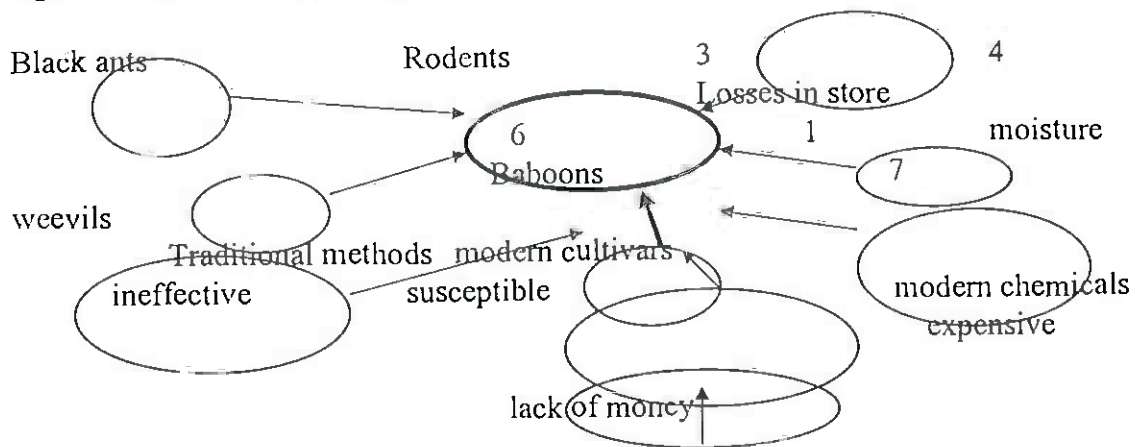 Black ants Rodents 3 4
Losses in store
6 1 moisture
Baboons 7
weevils
Traditional methods modern cultivars
ineffective susceptible modern chemicals
expensive
lack of money